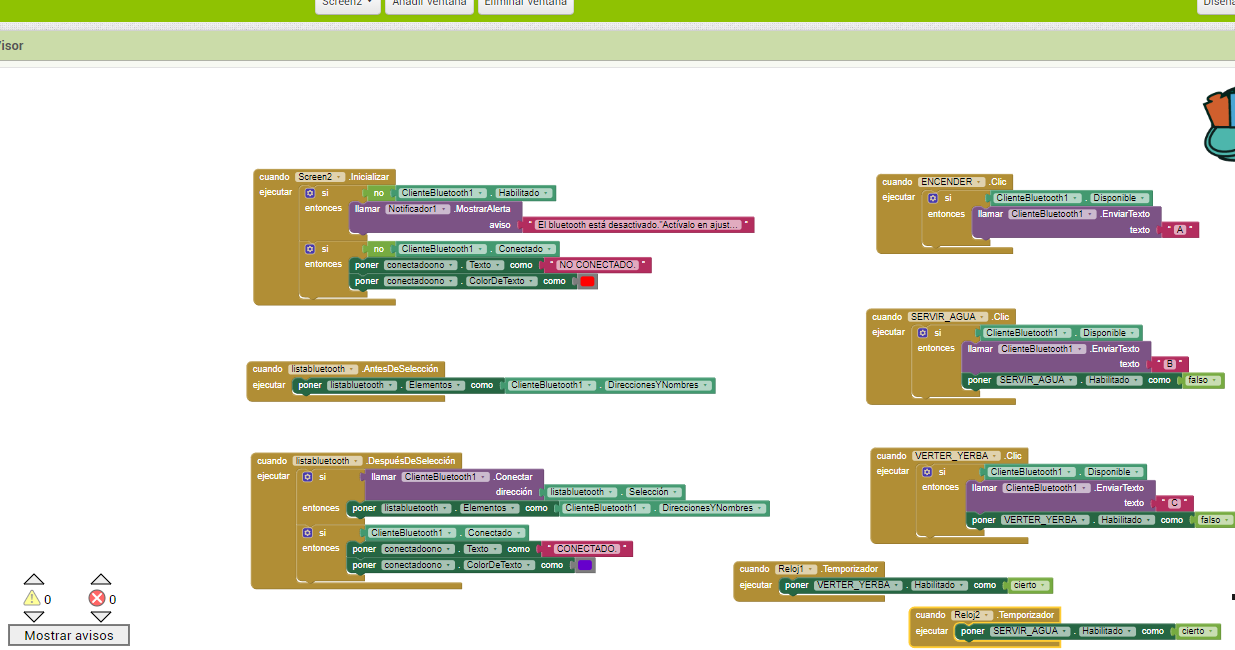 Screen2 Añadir ventana Eliminar ventana
isor
cuando Screen2 .Inicializar
ejecutar si no ClienteBluetooth1 . Habilitado
entonces llamar Notificador1 .MostrarAlerta
aviso " El bluetooth está desactivado."Actívalo en ajust... "
si no ClienteBluetooth1 . Conectado
entonces poner conectadoono . Texto como " NO CONECTADO. "
poner conectadoono . ColorDeTexto como
cuando listabluetooth .AntesDeSelección
ejecutar poner listabluetooth . Elementos como ClienteBluetooth1 . DireccionesYNombres
cuando listabluetooth .DespuésDeSelección
ejecutar si llamar ClienteBluetooth1 .Conectar
dirección listabluetooth . Selección
entonces poner listabluetooth . Elementos como ClienteBluetooth1 . DireccionesYNombres
si ClienteBluetooth1 . Conectado
entonces poner conectadoono . Texto como " CONECTADO. "
poner conectadoono . ColorDeTexto como
cuando ENCENDER .Clic
ejecutar si ClienteBluetooth1 . Disponible
entonces llamar ClienteBluetooth1 .EnviarTexto
texto " A "
cuando SERVIR_AGUA .Clic
ejecutar si ClienteBluetooth1 . Disponible
entonces llamar ClienteBluetooth1 .EnviarTexto
texto " B "
poner SERVIR_AGUA . Habilitado como falso
cuando VERTER_YERBA .Clic
ejecutar si ClienteBluetooth1 . Disponible
entonces llamar ClienteBluetooth1 .EnviarTexto
texto " C "
poner VERTER_YERBA . Habilitado como falso
cuando Reloj1 .Temporizador
ejecutar poner VERTER_YERBA . Habilitado como cierto
cuando Reloj2 .Temporizador
ejecutar poner SERVIR_AGUA . Habilitado como cierto
0 0
Mostrar avisos